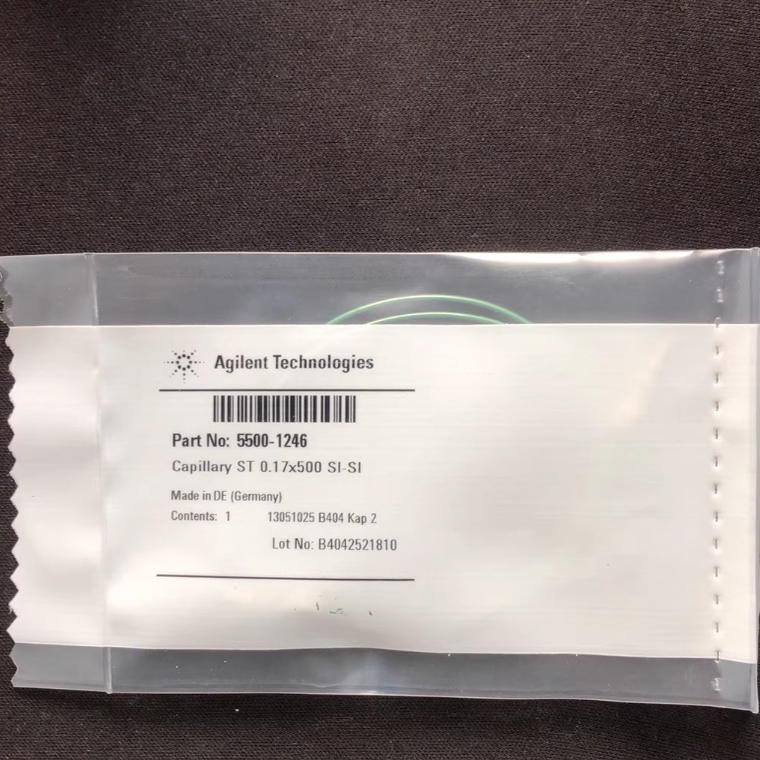 Agilent Technologies
Part No: 5500-1246
Capillary ST 0.17x500 SI-SI
Made in DE (Germany)
Contents: 1 13051025 B404 Kap 2
Lot No: B4042521810